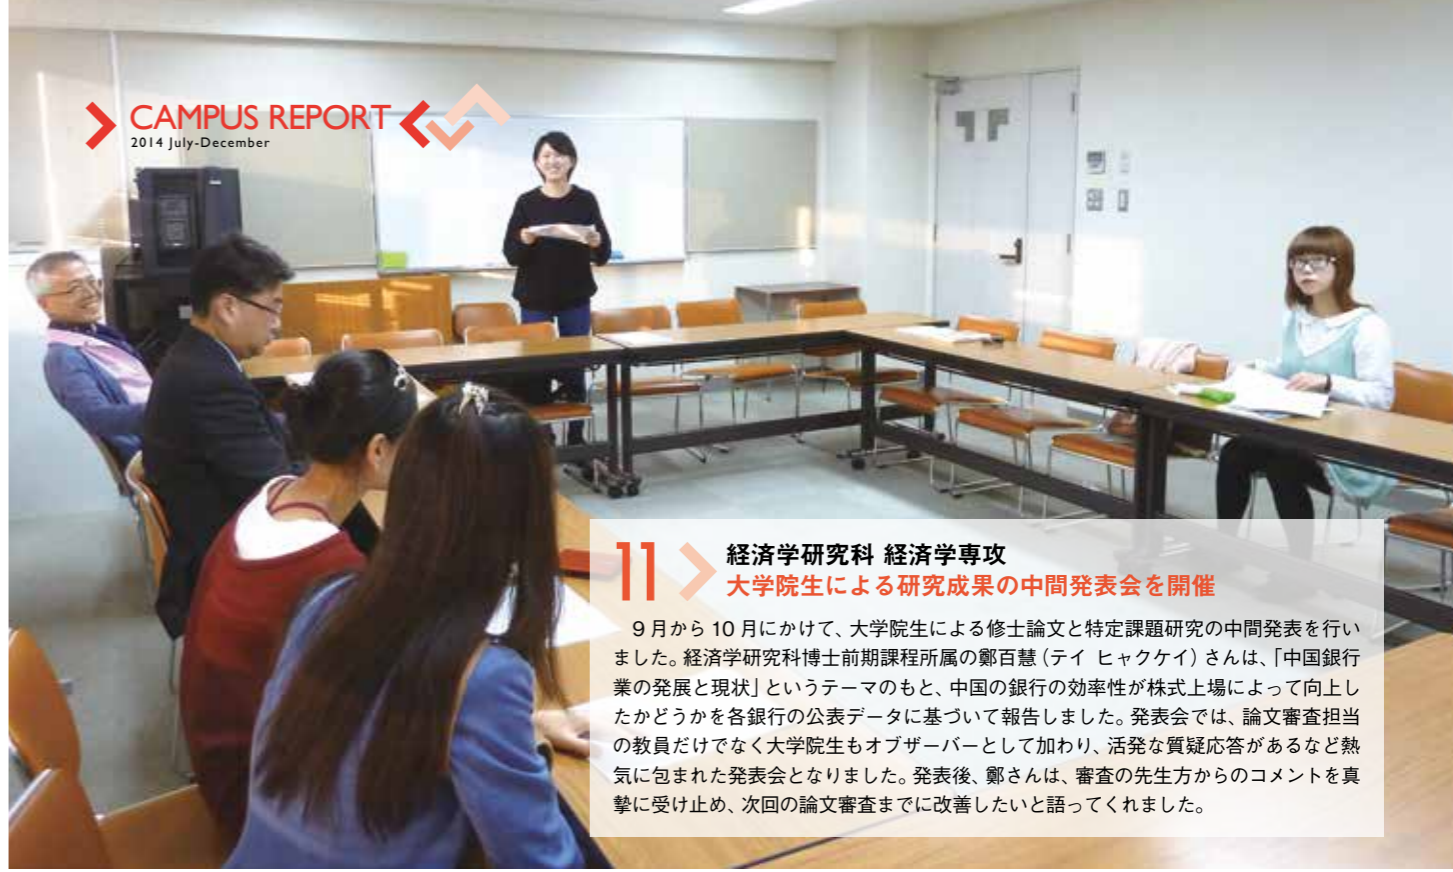 CAMPUS REPORT
2014 July-December
11
経済学研究科 経済学専攻
大学院生による研究成果の中間発表会を開催
9月から10月にかけて、大学院生による修士論文と特定課題研究の中間発表を行い
ました。経済学研究科博士前期課程所属の鄭百慧（テイ ヒャクケイ）さんは、「中国銀行
業の発展と現状」というテーマのもと、中国の銀行の効率性が株式上場によって向上し
たかどうかを各銀行の公表データに基づいて報告しました。発表会では、論文審査担当
の教員だけでなく大学院生もオブザーバーとして加わり、活発な質疑応答があるなど熱
気に包まれた発表会となりました。発表後、鄭さんは、審査の先生方からのコメントを真
摯に受け止め、次回の論文審査までに改善したいと語ってくれました。